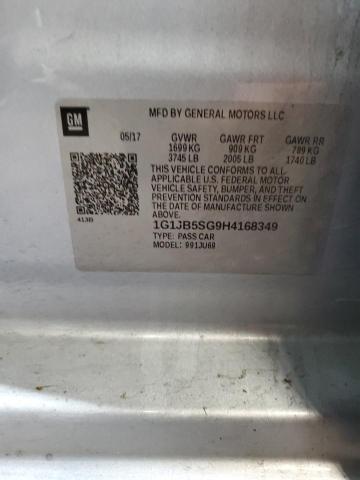 GM
MFD BY GENERAL MOTORS LLC
05/17 GVWR GAWR FRT GAWR RR
1699 KG 909 KG 789 KG
3745 LB 2005 LB 1740 LB
THIS VEHICLE CONFORMS TO ALL
APPLICABLE U.S. FEDERAL MOTOR
VEHICLE SAFETY, BUMPER, AND THEFT
PREVENTION STANDARDS IN EFFECT ON
THE DATE OF MANUFACTURE SHOWN
ABOVE.
413B
1G1JB5SG9H4168349
TYPE: PASS CAR
MODEL: 991JU69